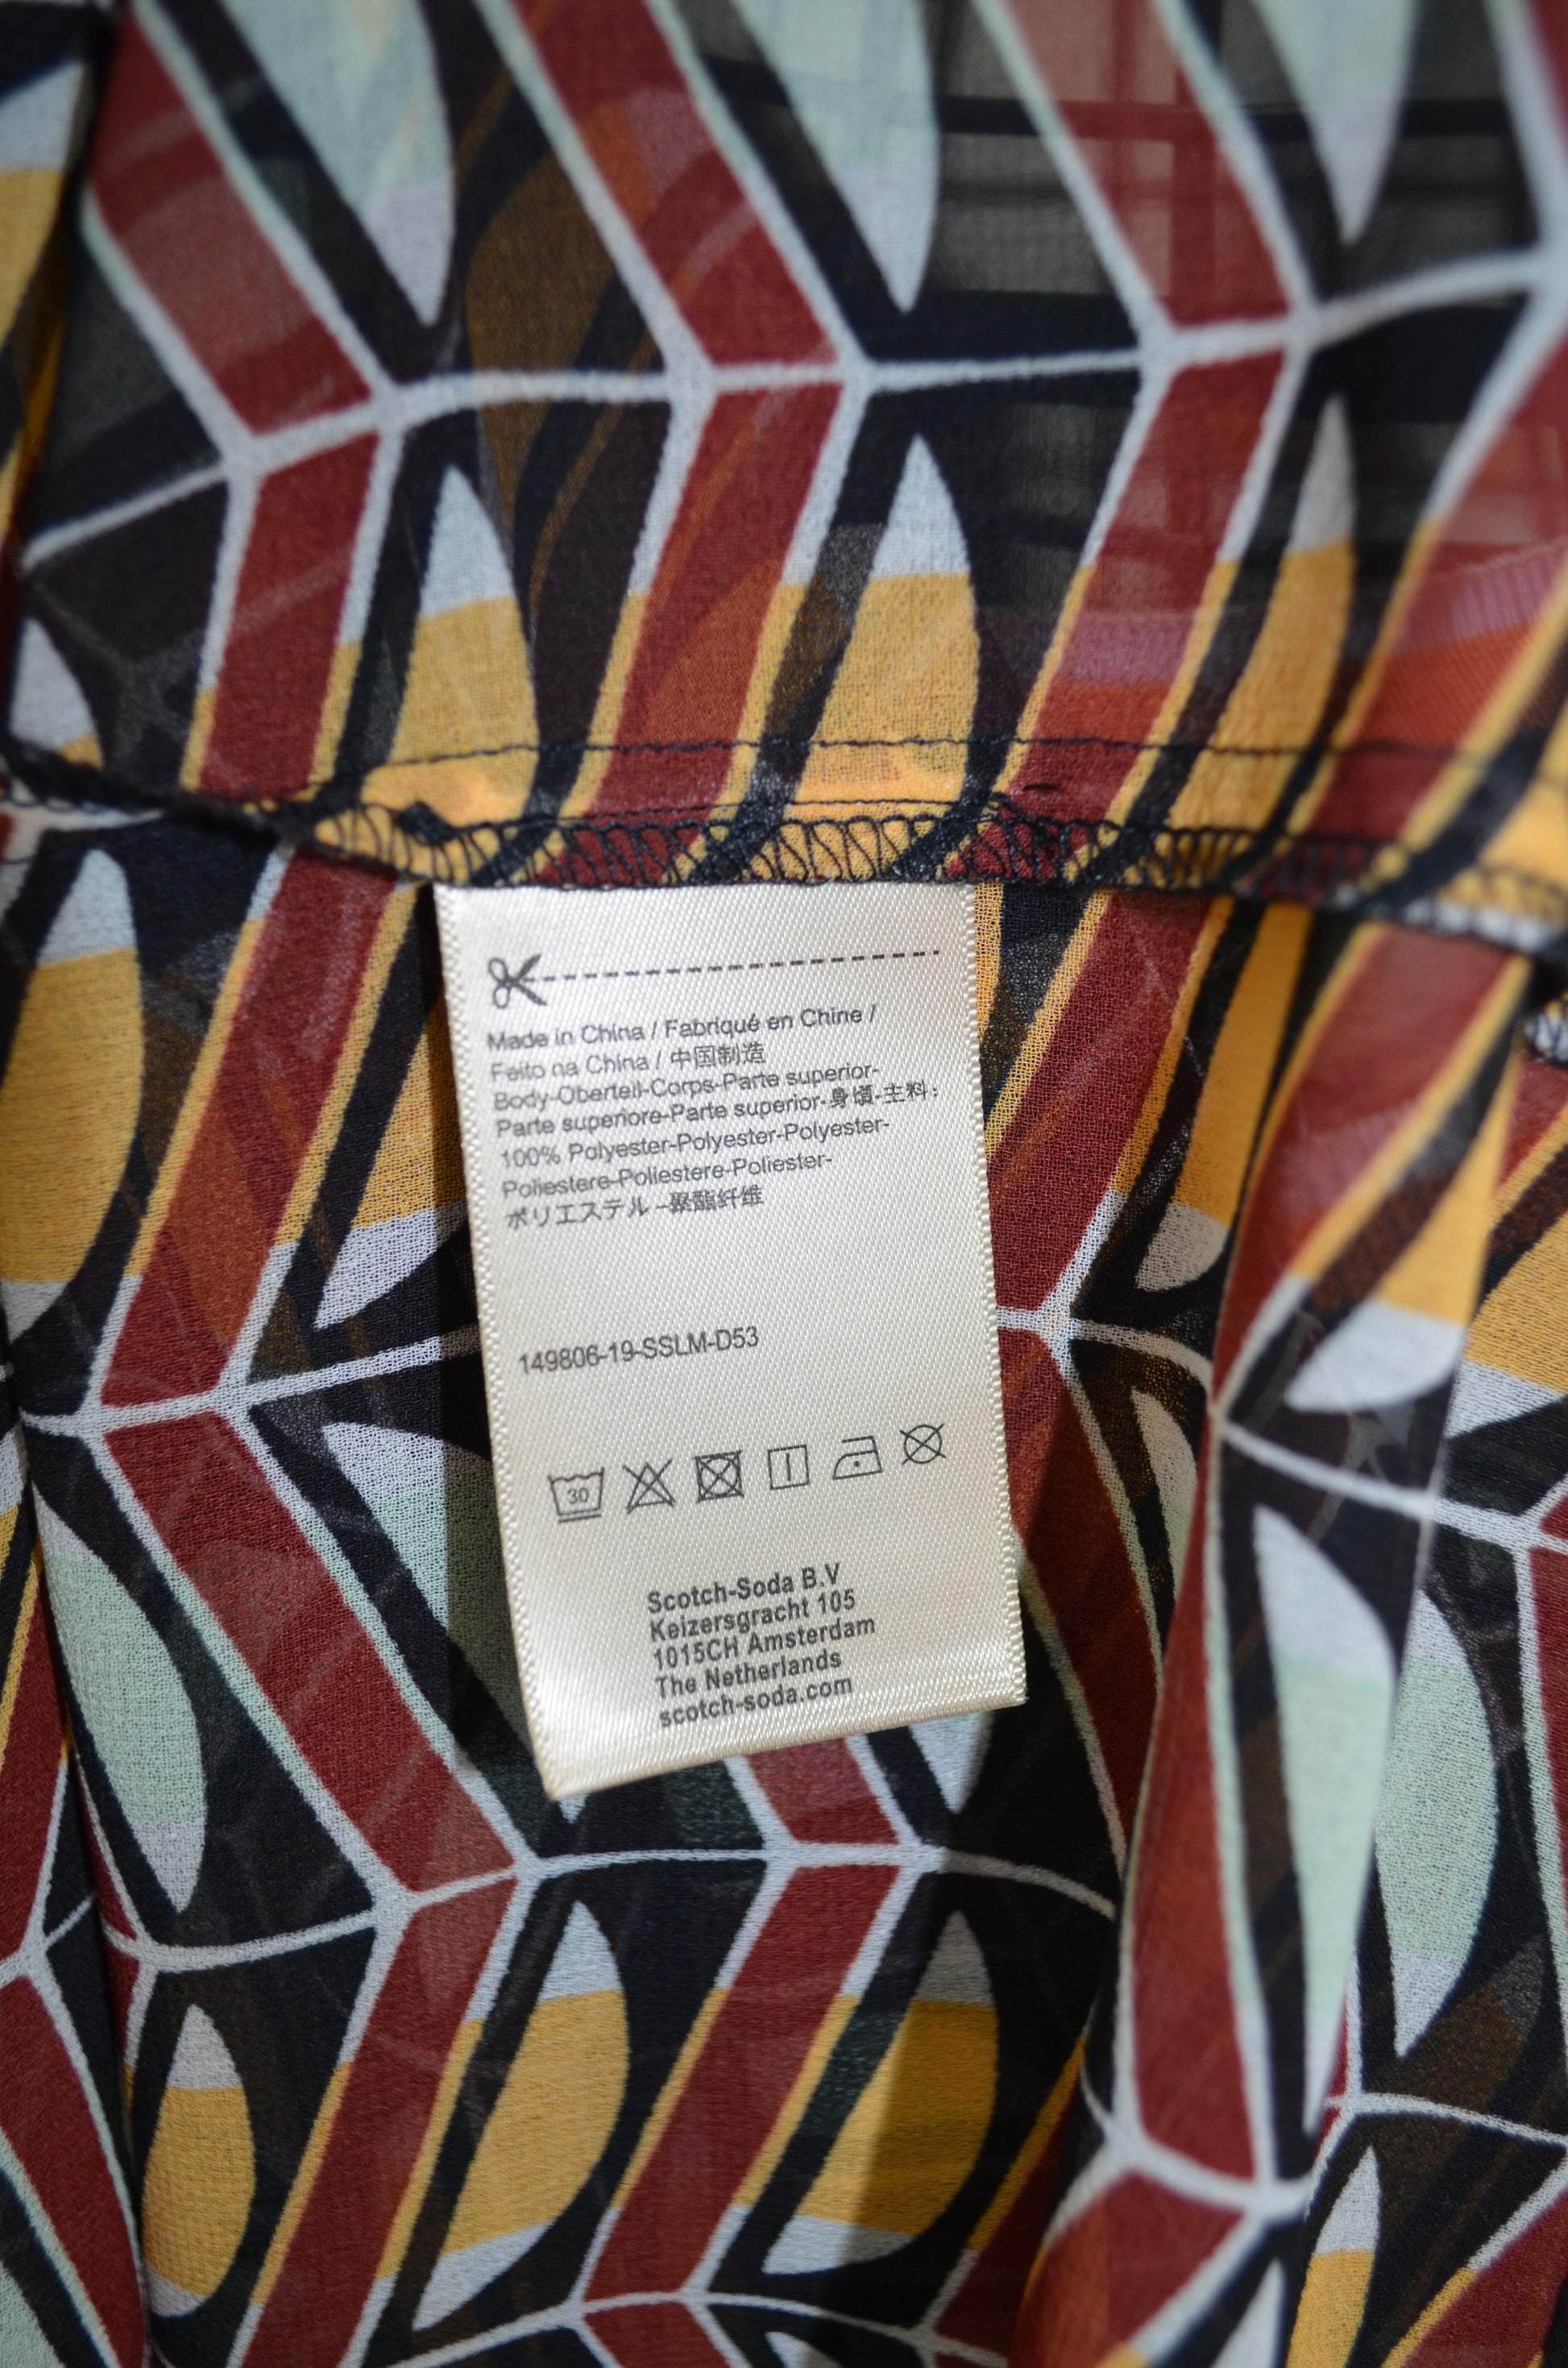 Made in China / Fabriqué en Chine /
Feito na China / 中国制造
Body-Oberteil-Corps-Parte superior-
Parte superiore-Parte superior-身頃-主料:
100% Polyester-Polyester-Polyester-
Poliestere-Poliestere-Poliester-
ポリエステル-聚酯纤维
149806-19-SSLM-D53
30
Scotch-Soda B.V
Keizersgracht 105
1015CH Amsterdam
The Netherlands
scotch-soda.com